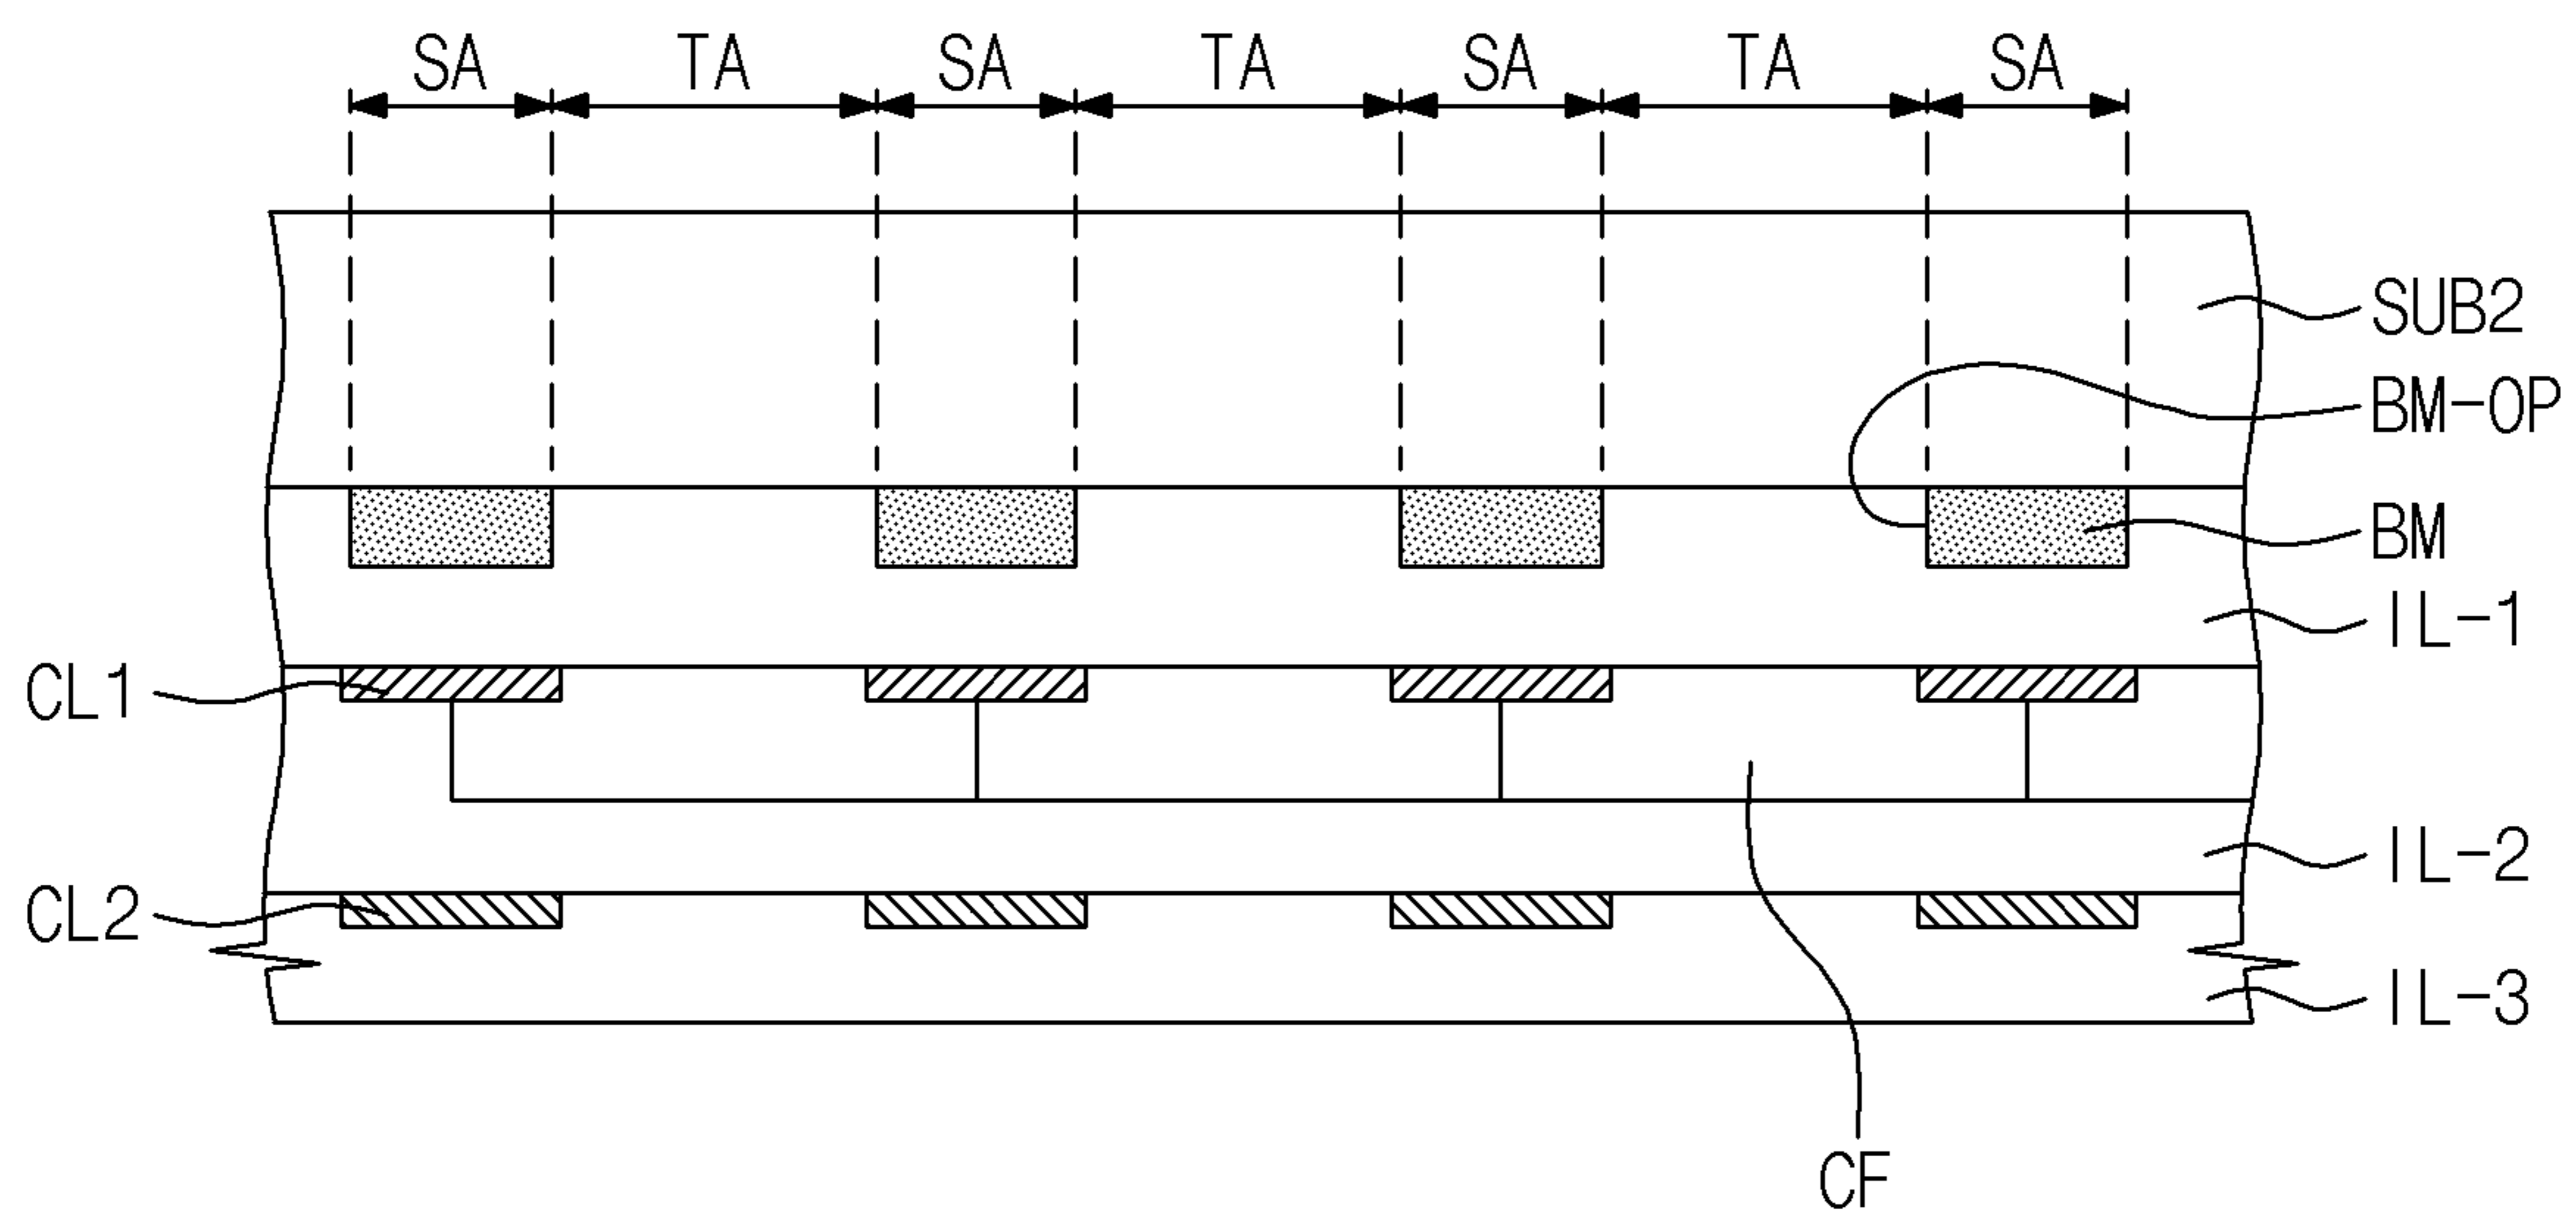 SA TA SA TA SA TA SA
SUB2
BM-OP
BM
IL-1
CL1
IL-2
CL2
IL-3
CF